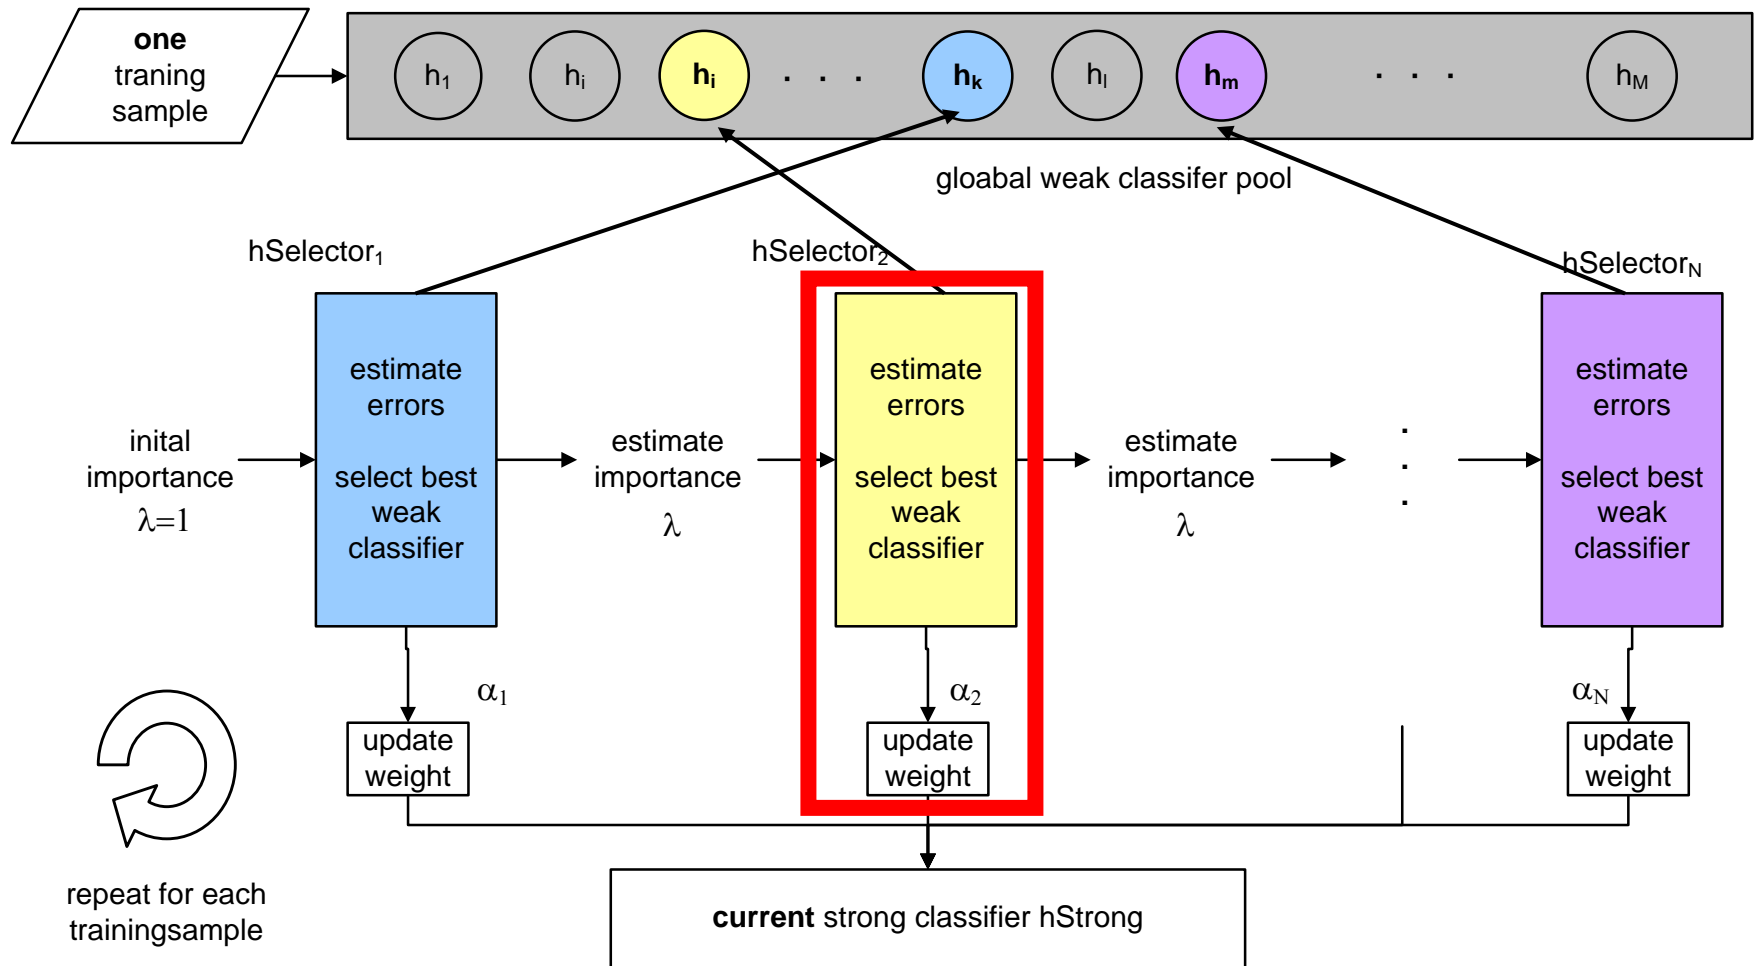 one
traning
sample
h1
hi
hi
. . .
hk
hl
hm
. . .
hM
gloabal weak classifer pool
hSelector1
hSelector2
hSelectorN
inital
importance
λ=1
estimate
errors
select best
weak
classifier
estimate
importance
λ
estimate
errors
select best
weak
classifier
estimate
importance
λ
.
.
.
estimate
errors
select best
weak
classifier
α1
α2
αN
update
weight
update
weight
update
weight
repeat for each
trainingsample
current strong classifier hStrong